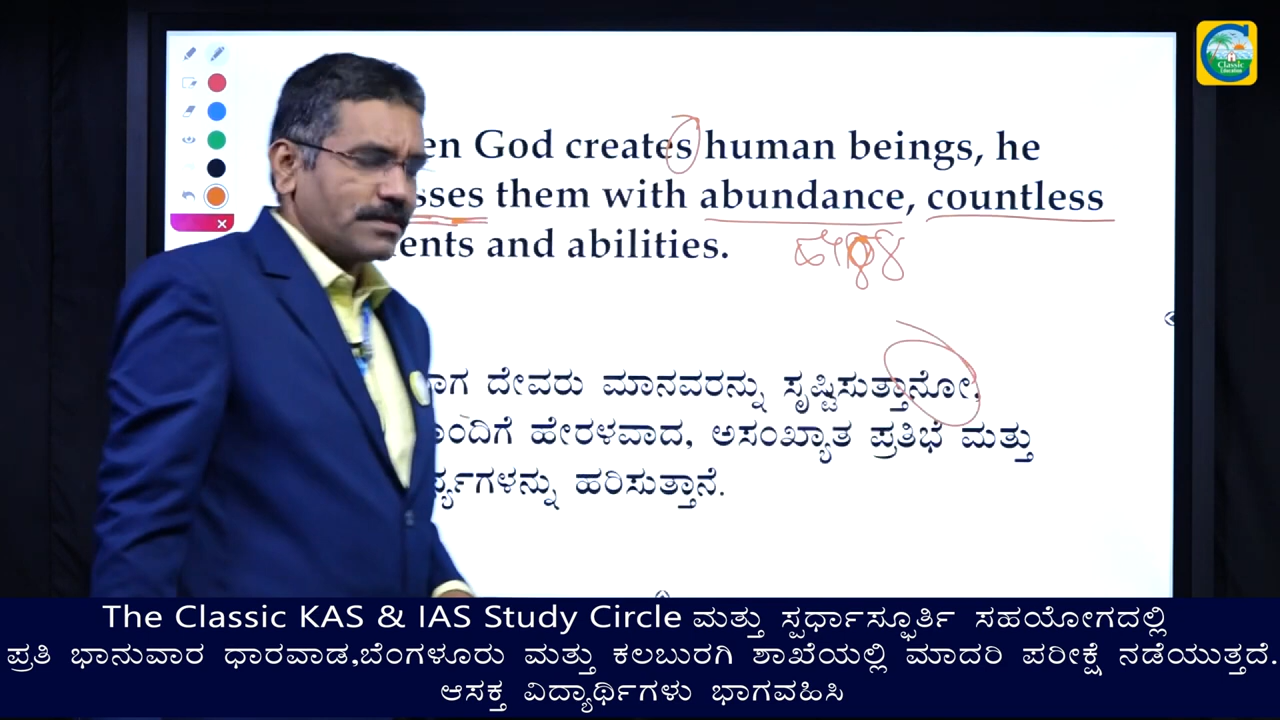 en God creates human beings, he
sses them with abundance, countless
ents and abilities.
ಾಗ ದೇವರು ಮಾನವರನ್ನು ಸೃಷ್ಟಿಸುತ್ತಾನೋ,
ೊಂದಿಗೆ ಹೇರಳವಾದ, ಅಸಂಖ್ಯಾತ ಪ್ರತಿಭೆ ಮತ್ತು
ರ್ಥ್ಯಗಳನ್ನು ಹರಿಸುತ್ತಾನೆ.
Classic
Education
The Classic KAS & IAS Study Circle ಮತ್ತು ಸ್ಪರ್ಧಾಸ್ಫೂರ್ತಿ ಸಹಯೋಗದಲ್ಲಿ
ಪ್ರತಿ ಭಾನುವಾರ ಧಾರವಾಡ,ಬೆಂಗಳೂರು ಮತ್ತು ಕಲಬುರಗಿ ಶಾಖೆಯಲ್ಲಿ ಮಾದರಿ ಪರೀಕ್ಷೆ ನಡೆಯುತ್ತದೆ.
ಆಸಕ್ತ ವಿದ್ಯಾರ್ಥಿಗಳು ಭಾಗವಹಿಸಿ